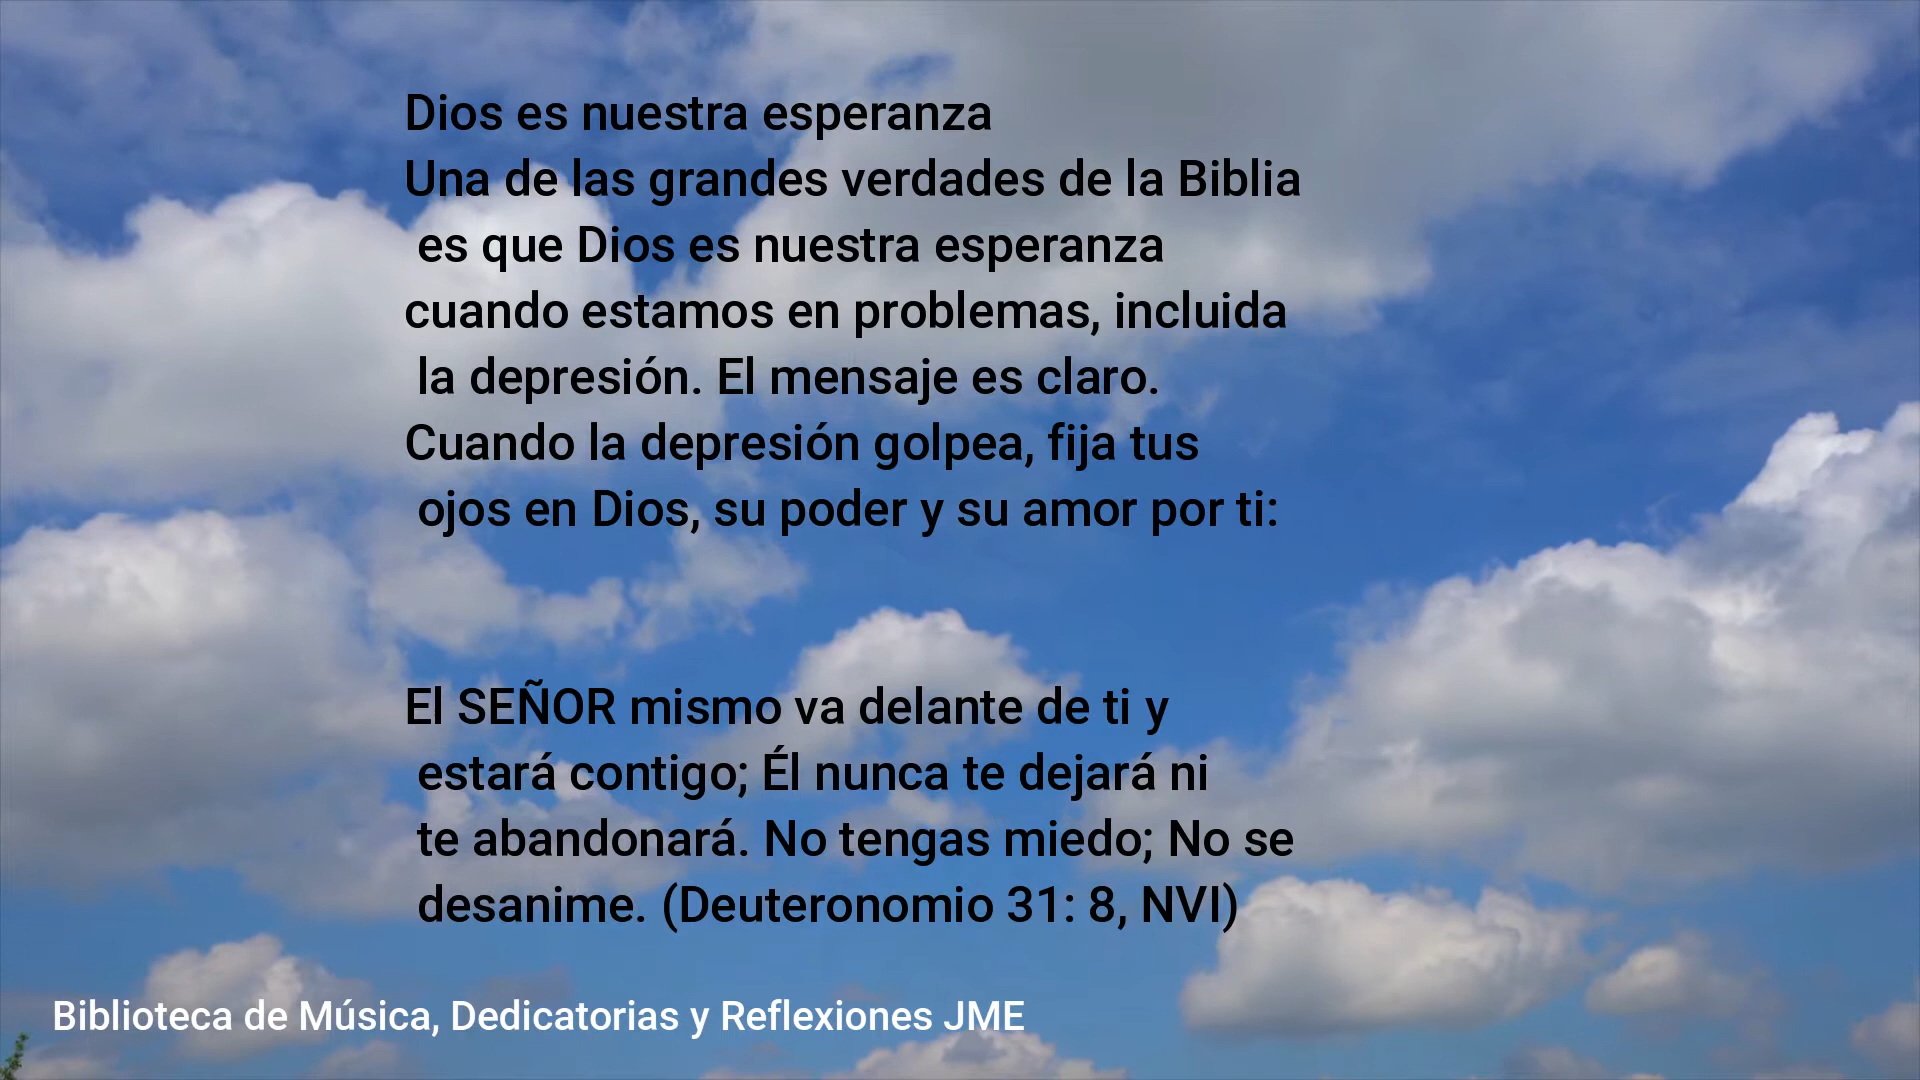 Dios es nuestra esperanza
Una de las grandes verdades de la Biblia
es que Dios es nuestra esperanza
cuando estamos en problemas, incluida
la depresión. El mensaje es claro.
Cuando la depresión golpea, fija tus
ojos en Dios, su poder y su amor por ti:
El SEÑOR mismo va delante de ti y
estará contigo; Él nunca te dejará ni
te abandonará. No tengas miedo; No se
desanime. (Deuteronomio 31: 8, NVI)
Biblioteca de Música, Dedicatorias y Reflexiones JME